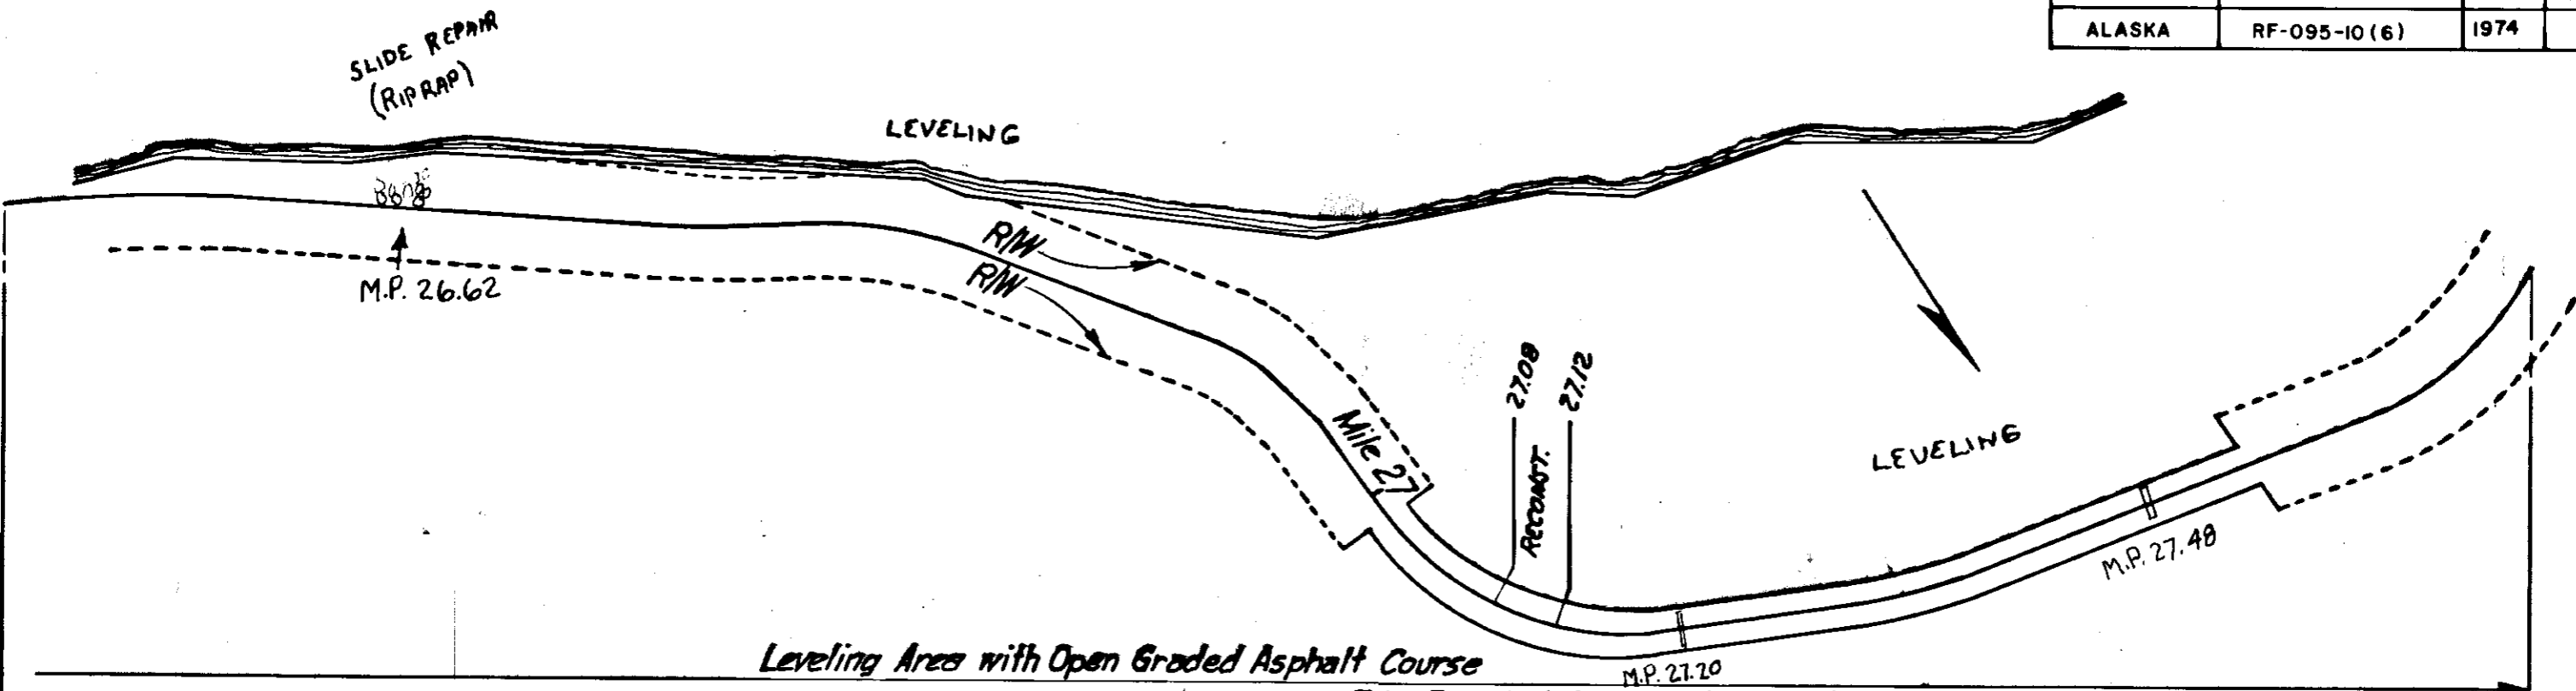 ALASKA RF-095-10(6) 1974
SLIDE REPAIR
(RIPRAP)
LEVELING
R/W
R/W
M.P. 26.62
Mile 27
27.08
RECONST.
27.12
LEVELING
M.P. 27.48
M.P. 27.20
Leveling Area with Open Graded Asphalt Course